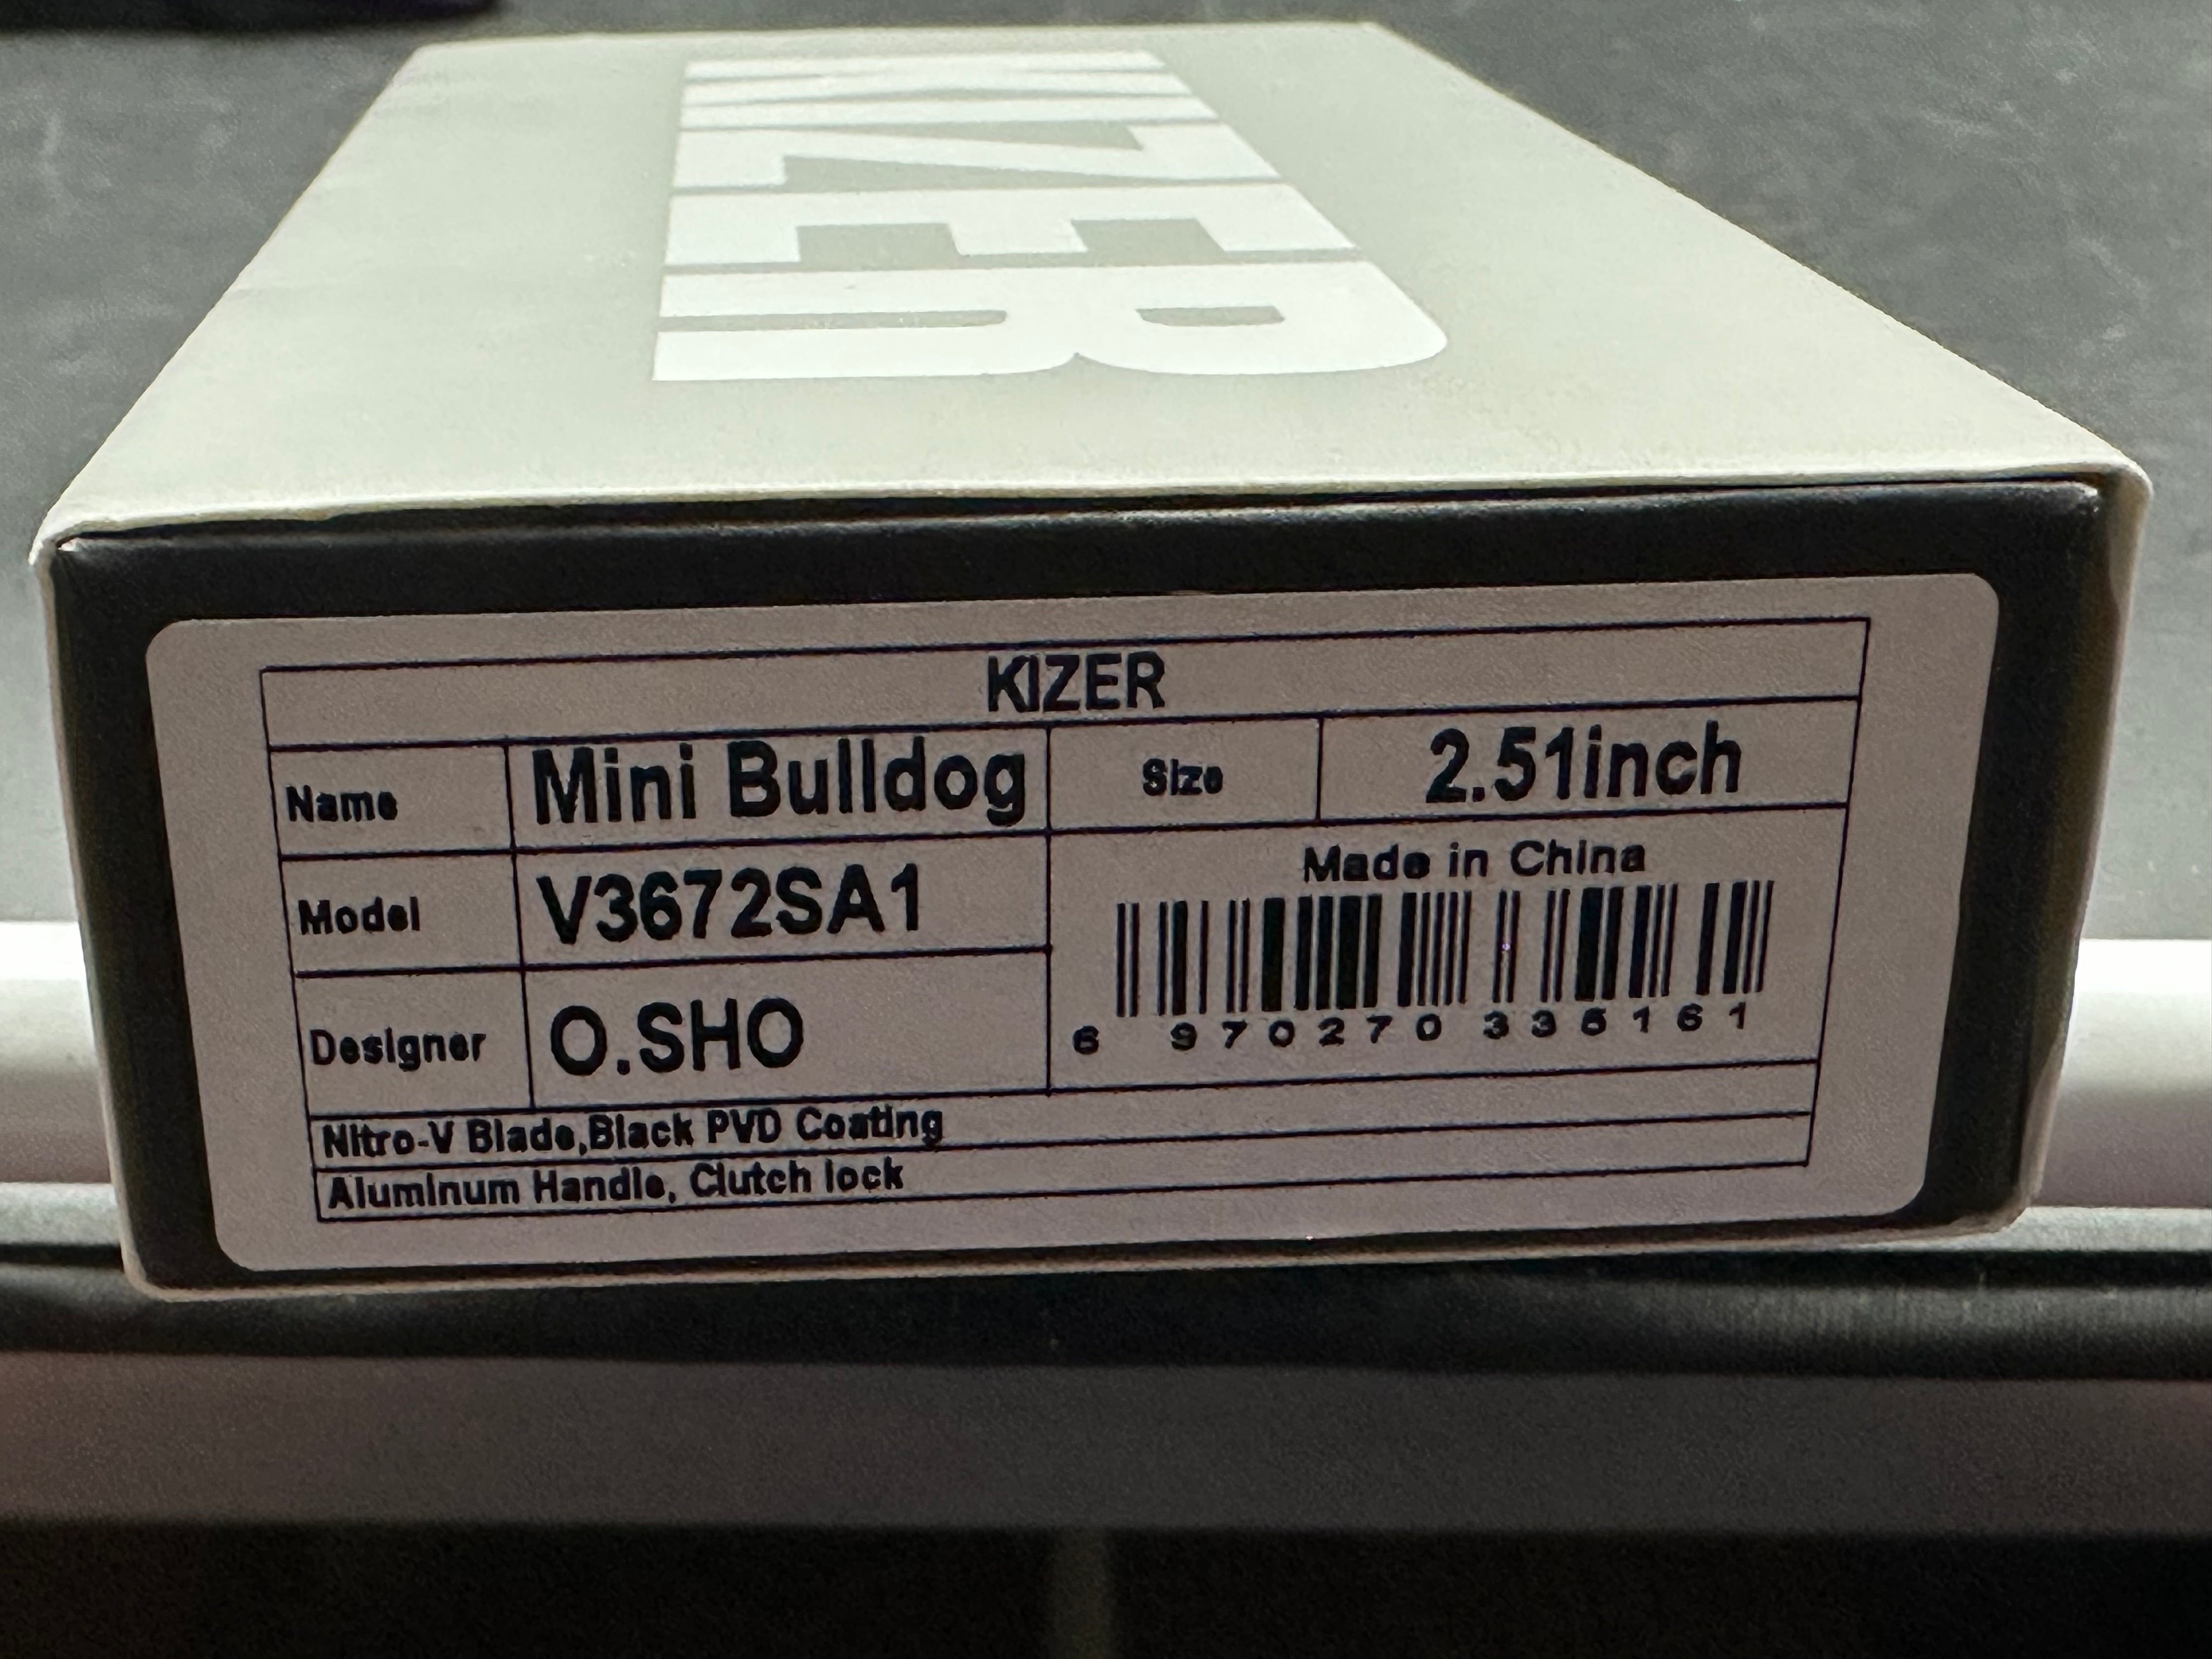 KIZER
KIZER
Name Mini Bulldog Size 2.51inch
Made in China
Model V3672SA1
6 970270 335161
Designer O.SHO
Nitro-V Blade,Black PVD Coating
Aluminum Handle, Clutch lock